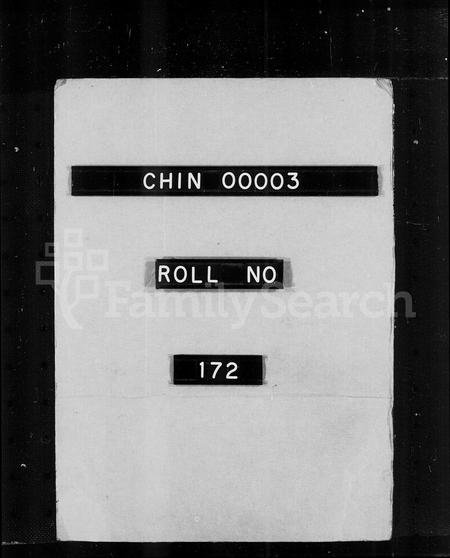 CHIN 00003
ROLL NO
FamilySearch
172